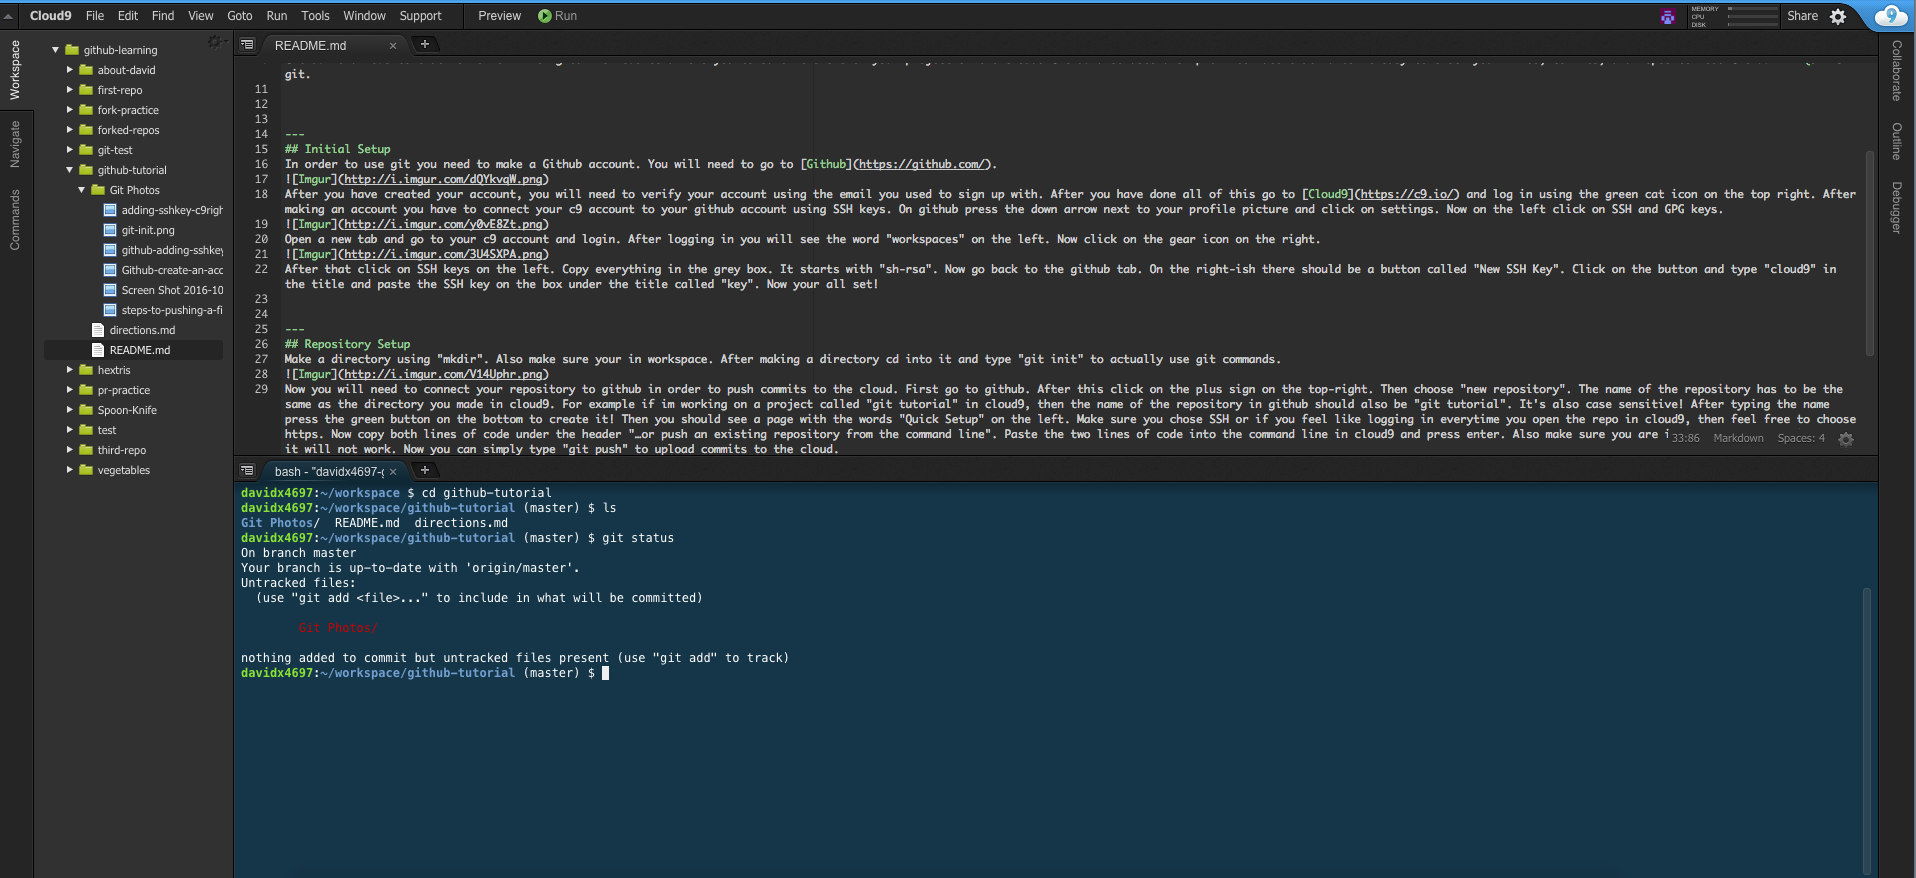 Cloud9 File Edit Find View Goto Run Tools Window Support Preview Run
MEMORY
CPU
DISK
Share
9
Workspace
Navigate
Commands
github-learning
about-david
first-repo
fork-practice
forked-repos
git-test
github-tutorial
Git Photos
adding-sshkey-c9righ
git-init.png
github-adding-sshkey
Github-create-an-acc
Screen Shot 2016-10
steps-to-pushing-a-fi
directions.md
README.md
hextris
pr-practice
Spoon-Knife
test
third-repo
vegetables
README.md × +
git.
11
12
13
14 ---
15 ## Initial Setup
16 In order to use git you need to make a Github account. You will need to go to [Github](https://github.com/).
17 ![Imgur](http://i.imgur.com/dQYkvqW.png)
18 After you have created your account, you will need to verify your account using the email you used to sign up with. After you have done all of this go to [Cloud9](https://c9.io/) and log in using the green cat icon on the top right. After
making an account you have to connect your c9 account to your github account using SSH keys. On github press the down arrow next to your profile picture and click on settings. Now on the left click on SSH and GPG keys.
19 ![Imgur](http://i.imgur.com/y0vE8Zt.png)
20 Open a new tab and go to your c9 account and login. After logging in you will see the word "workspaces" on the left. Now click on the gear icon on the right.
21 ![Imgur](http://i.imgur.com/3U4SXPA.png)
22 After that click on SSH keys on the left. Copy everything in the grey box. It starts with "sh-rsa". Now go back to the github tab. On the right-ish there should be a button called "New SSH Key". Click on the button and type "cloud9" in
the title and paste the SSH key on the box under the title called "key". Now your all set!
23
24
25 ---
26 ## Repository Setup
27 Make a directory using "mkdir". Also make sure your in workspace. After making a directory cd into it and type "git init" to actually use git commands.
28 ![Imgur](http://i.imgur.com/V14Uphr.png)
29 Now you will need to connect your repository to github in order to push commits to the cloud. First go to github. After this click on the plus sign on the top-right. Then choose "new repository". The name of the repository has to be the
same as the directory you made in cloud9. For example if im working on a project called "git tutorial" in cloud9, then the name of the repository in github should also be "git tutorial". It's also case sensitive! After typing the name
press the green button on the bottom to create it! Then you should see a page with the words "Quick Setup" on the left. Make sure you chose SSH or if you feel like logging in everytime you open the repo in cloud9, then feel free to choose
https. Now copy both lines of code under the header "…or push an existing repository from the command line". Paste the two lines of code into the command line in cloud9 and press enter. Also make sure you are i
33:86 Markdown Spaces: 4
it will not work. Now you can simply type "git push" to upload commits to the cloud.
bash - "davidx4697-g × +
davidx4697:~/workspace $ cd github-tutorial
davidx4697:~/workspace/github-tutorial (master) $ ls
Git Photos/ README.md directions.md
davidx4697:~/workspace/github-tutorial (master) $ git status
On branch master
Your branch is up-to-date with 'origin/master'.
Untracked files:
(use "git add <file>..." to include in what will be committed)
Git Photos/
nothing added to commit but untracked files present (use "git add" to track)
davidx4697:~/workspace/github-tutorial (master) $
Collaborate
Outline
Debugger